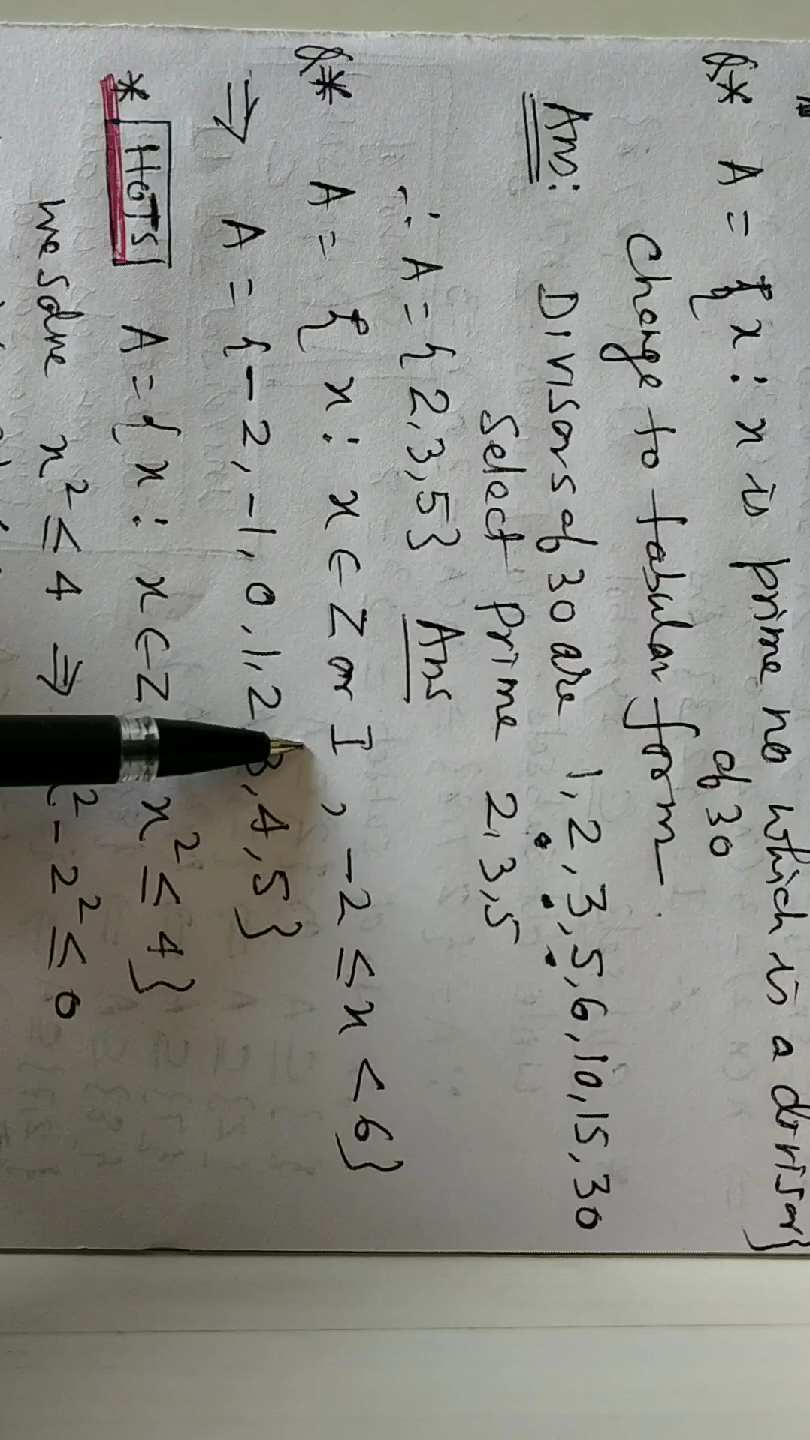 Q* A = {x : x is prime no which is a divisor
of 30}
change to tabular form.
Ans: Divisors of 30 are 1, 2, 3, 5, 6, 10, 15, 30
Select prime 2, 3, 5
∴ A = {2, 3, 5} Ans
Q* A = {x : x ∈ Z or I, -2 ≤ x < 6}
⇒ A = {-2, -1, 0, 1, 2, 3, 4, 5}
* HOTS A = {x : x ∈ Z x² ≤ 4}
we solve x² ≤ 4 ⇒ x² - 2² ≤ 0